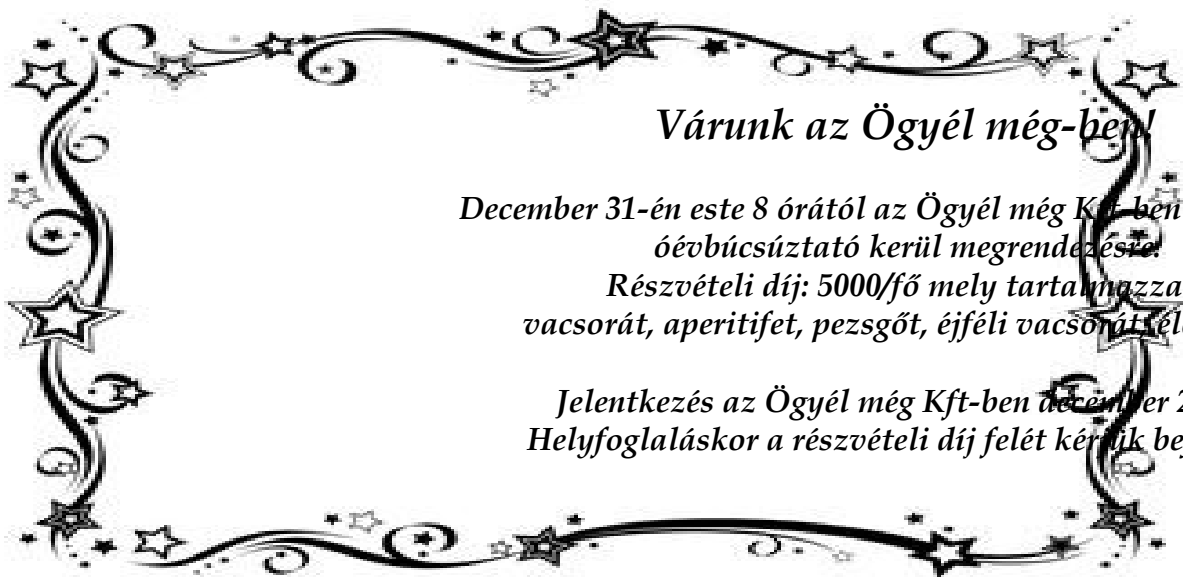 Várunk az Ögyél még-ben!
December 31-én este 8 órától az Ögyél még Kft-ben
óévbúcsúztató kerül megrendezésre.
Részvételi díj: 5000/fő mely tartalmazza
vacsorát, aperitifet, pezsgőt, éjféli vacsorát,
Jelentkezés az Ögyél még Kft-ben december
Helyfoglaláskor a részvételi díj felét kérjük